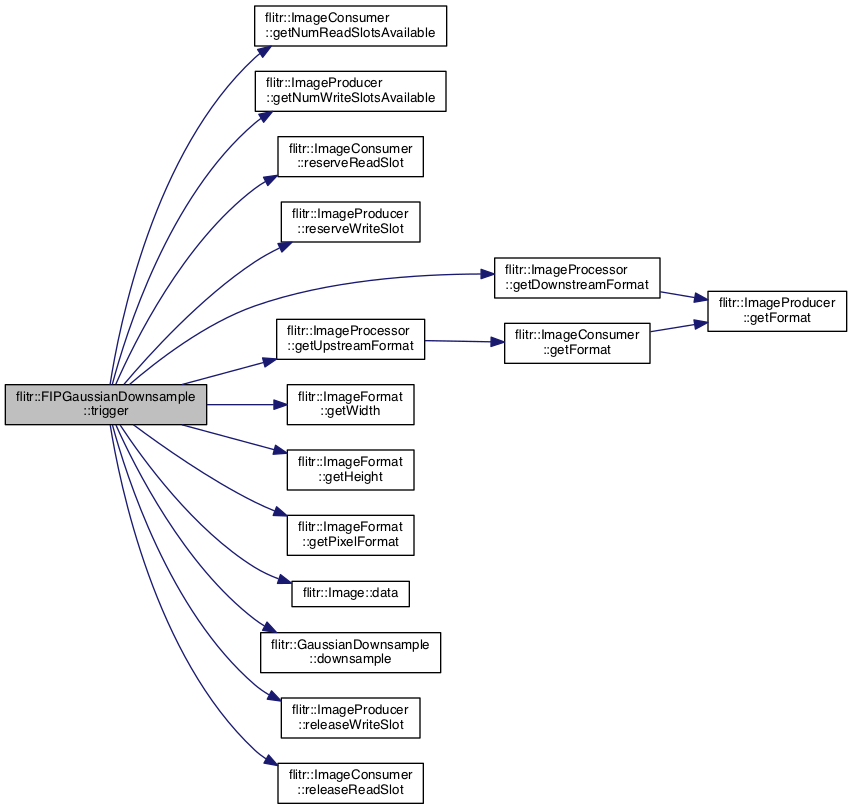 flitr::ImageConsumer
::getNumReadSlotsAvailable
flitr::ImageProducer
::getNumWriteSlotsAvailable
flitr::ImageConsumer
::reserveReadSlot
flitr::ImageProducer
::reserveWriteSlot
flitr::ImageProcessor
::getDownstreamFormat
flitr::ImageProducer
::getFormat
flitr::ImageProcessor
::getUpstreamFormat
flitr::ImageConsumer
::getFormat
flitr::FIPGaussianDownsample
::trigger
flitr::ImageFormat
::getWidth
flitr::ImageFormat
::getHeight
flitr::ImageFormat
::getPixelFormat
flitr::Image::data
flitr::GaussianDownsample
::downsample
flitr::ImageProducer
::releaseWriteSlot
flitr::ImageConsumer
::releaseReadSlot